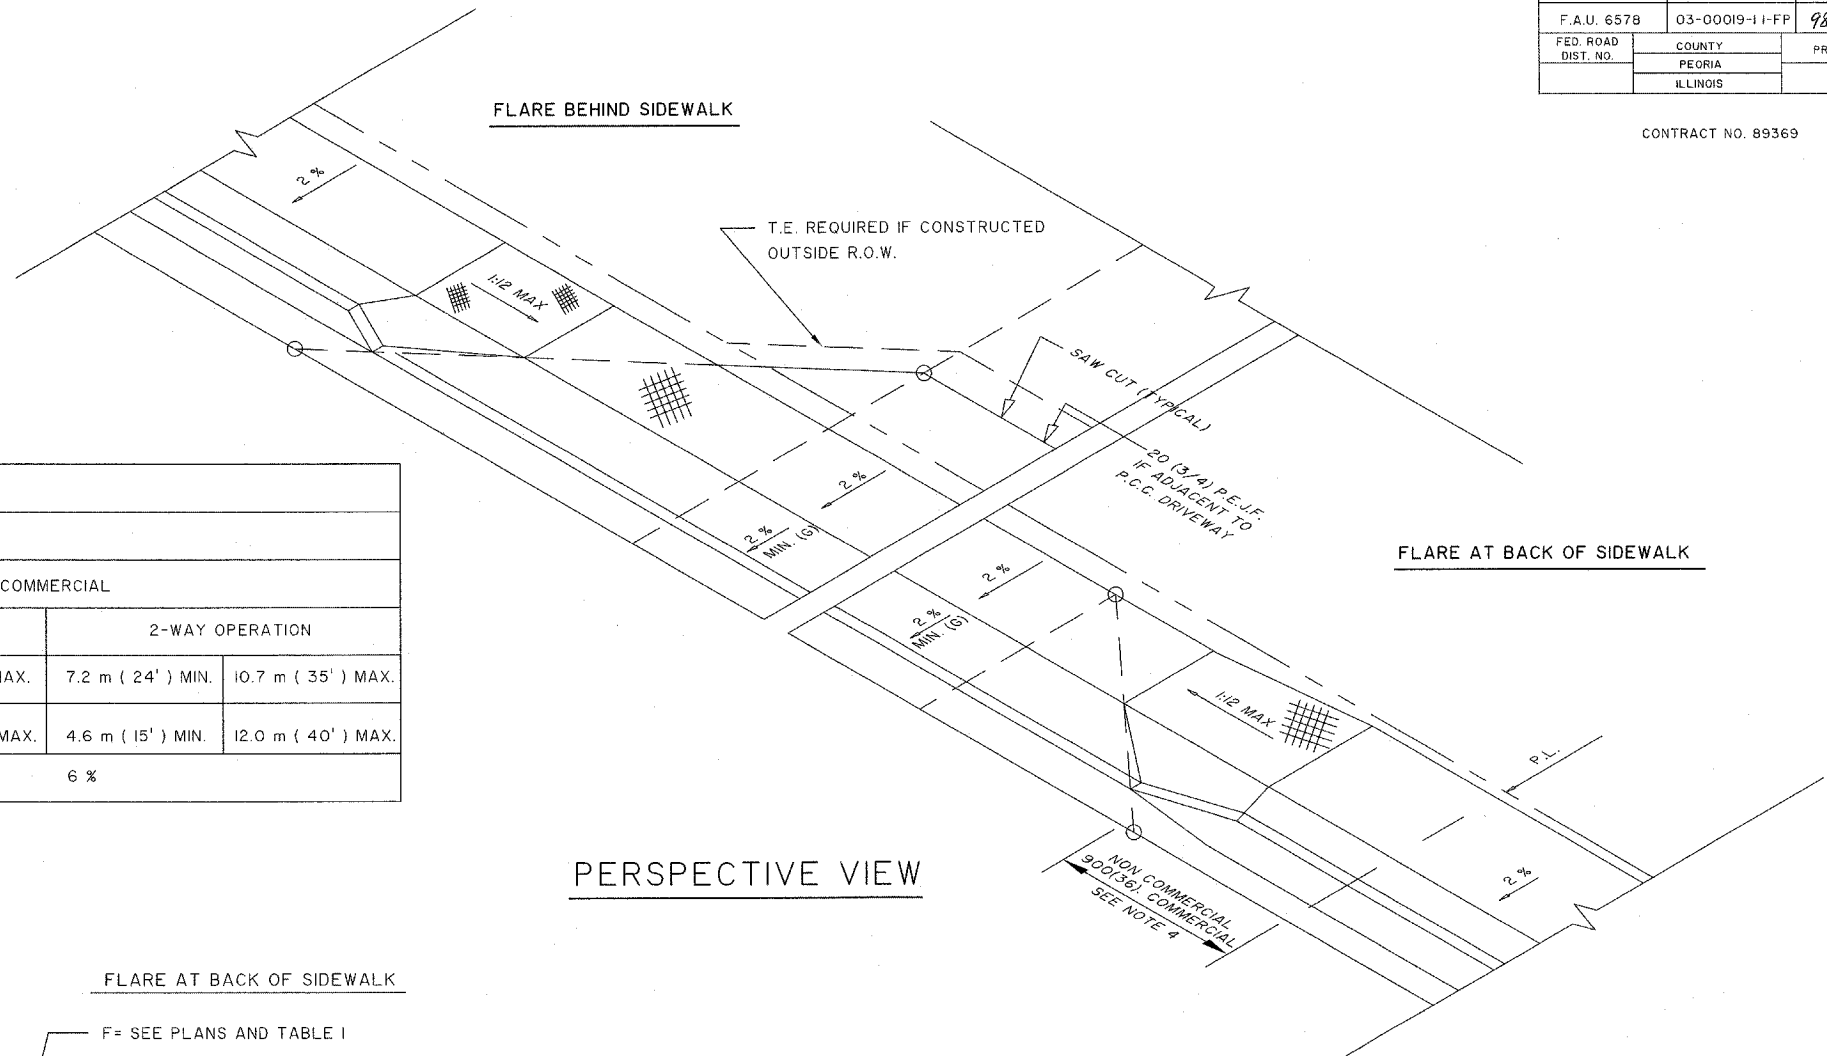 F.A.U. 6578
03-00019-11-FP
98
FED. ROAD
DIST. NO.
COUNTY
PEORIA
ILLINOIS
CONTRACT NO. 89369
FLARE BEHIND SIDEWALK
2 %
T.E. REQUIRED IF CONSTRUCTED
OUTSIDE R.O.W.
1:12 MAX
SAW CUT (TYPICAL)
20 (3/4) P.E.J.F.
IF ADJACENT TO
P.C.C. DRIVEWAY
2 %
2 %
MIN. (G)
FLARE AT BACK OF SIDEWALK
2 %
2 %
MIN. (G)
1:12 MAX
P.L.
2 %
NON COMMERCIAL
900(36), COMMERCIAL
SEE NOTE 4
COMMERCIAL
2-WAY OPERATION
7.2 m ( 24' ) MIN.
10.7 m ( 35' ) MAX.
MAX.
4.6 m ( 15' ) MIN.
12.0 m ( 40' ) MAX.
6 %
PERSPECTIVE VIEW
FLARE AT BACK OF SIDEWALK
F= SEE PLANS AND TABLE 1